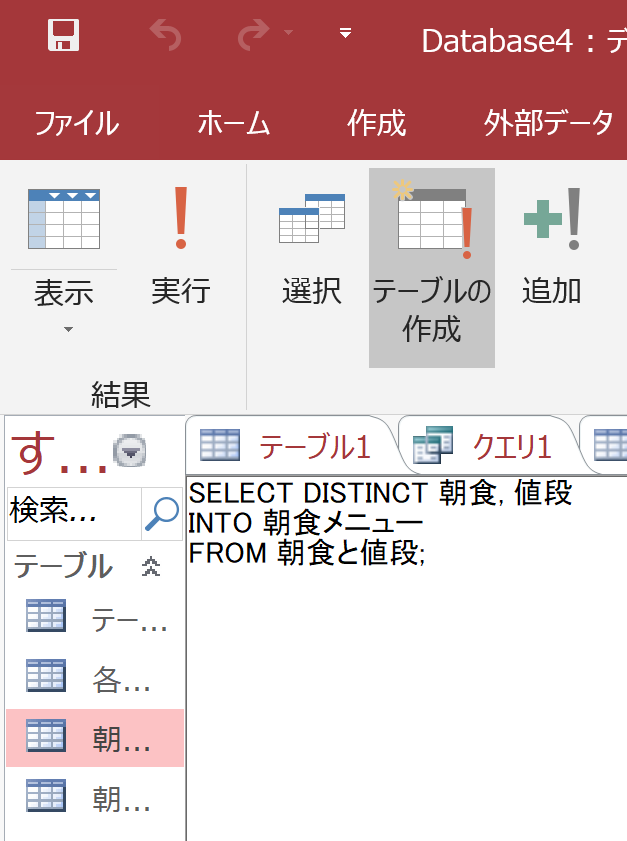 Database4 : デ
ファイル ホーム 作成 外部データ
表示 実行 選択 テーブルの作成 追加
結果
す... テーブル1 クエリ1
検索...
SELECT DISTINCT 朝食, 値段
INTO 朝食メニュー
FROM 朝食と値段;
テーブル
テー...
各...
朝...
朝...